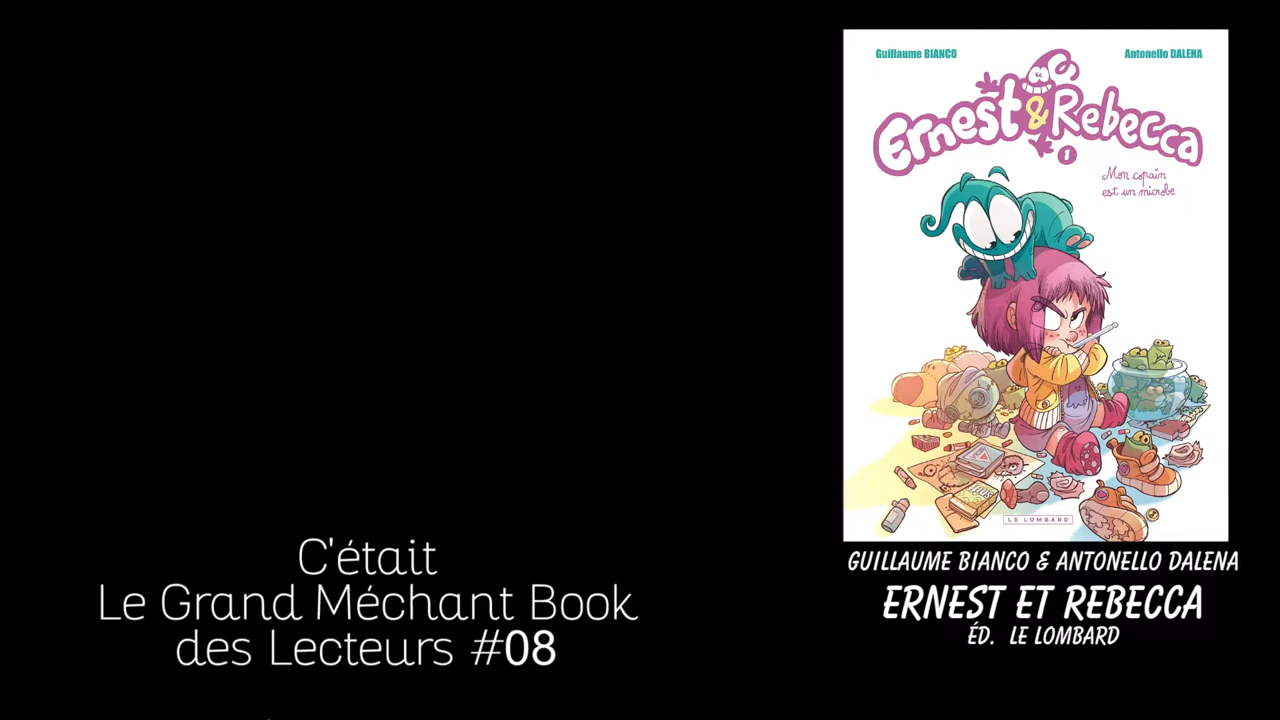 C'était
Le Grand Méchant Book
des Lecteurs #08
Guillaume BIANCO
Antonello DALENA
Ernest & Rebecca
1
Mon copain
est un microbe
LE LOMBARD
GUILLAUME BIANCO & ANTONELLO DALENA
ERNEST ET REBECCA
ÉD. LE LOMBARD